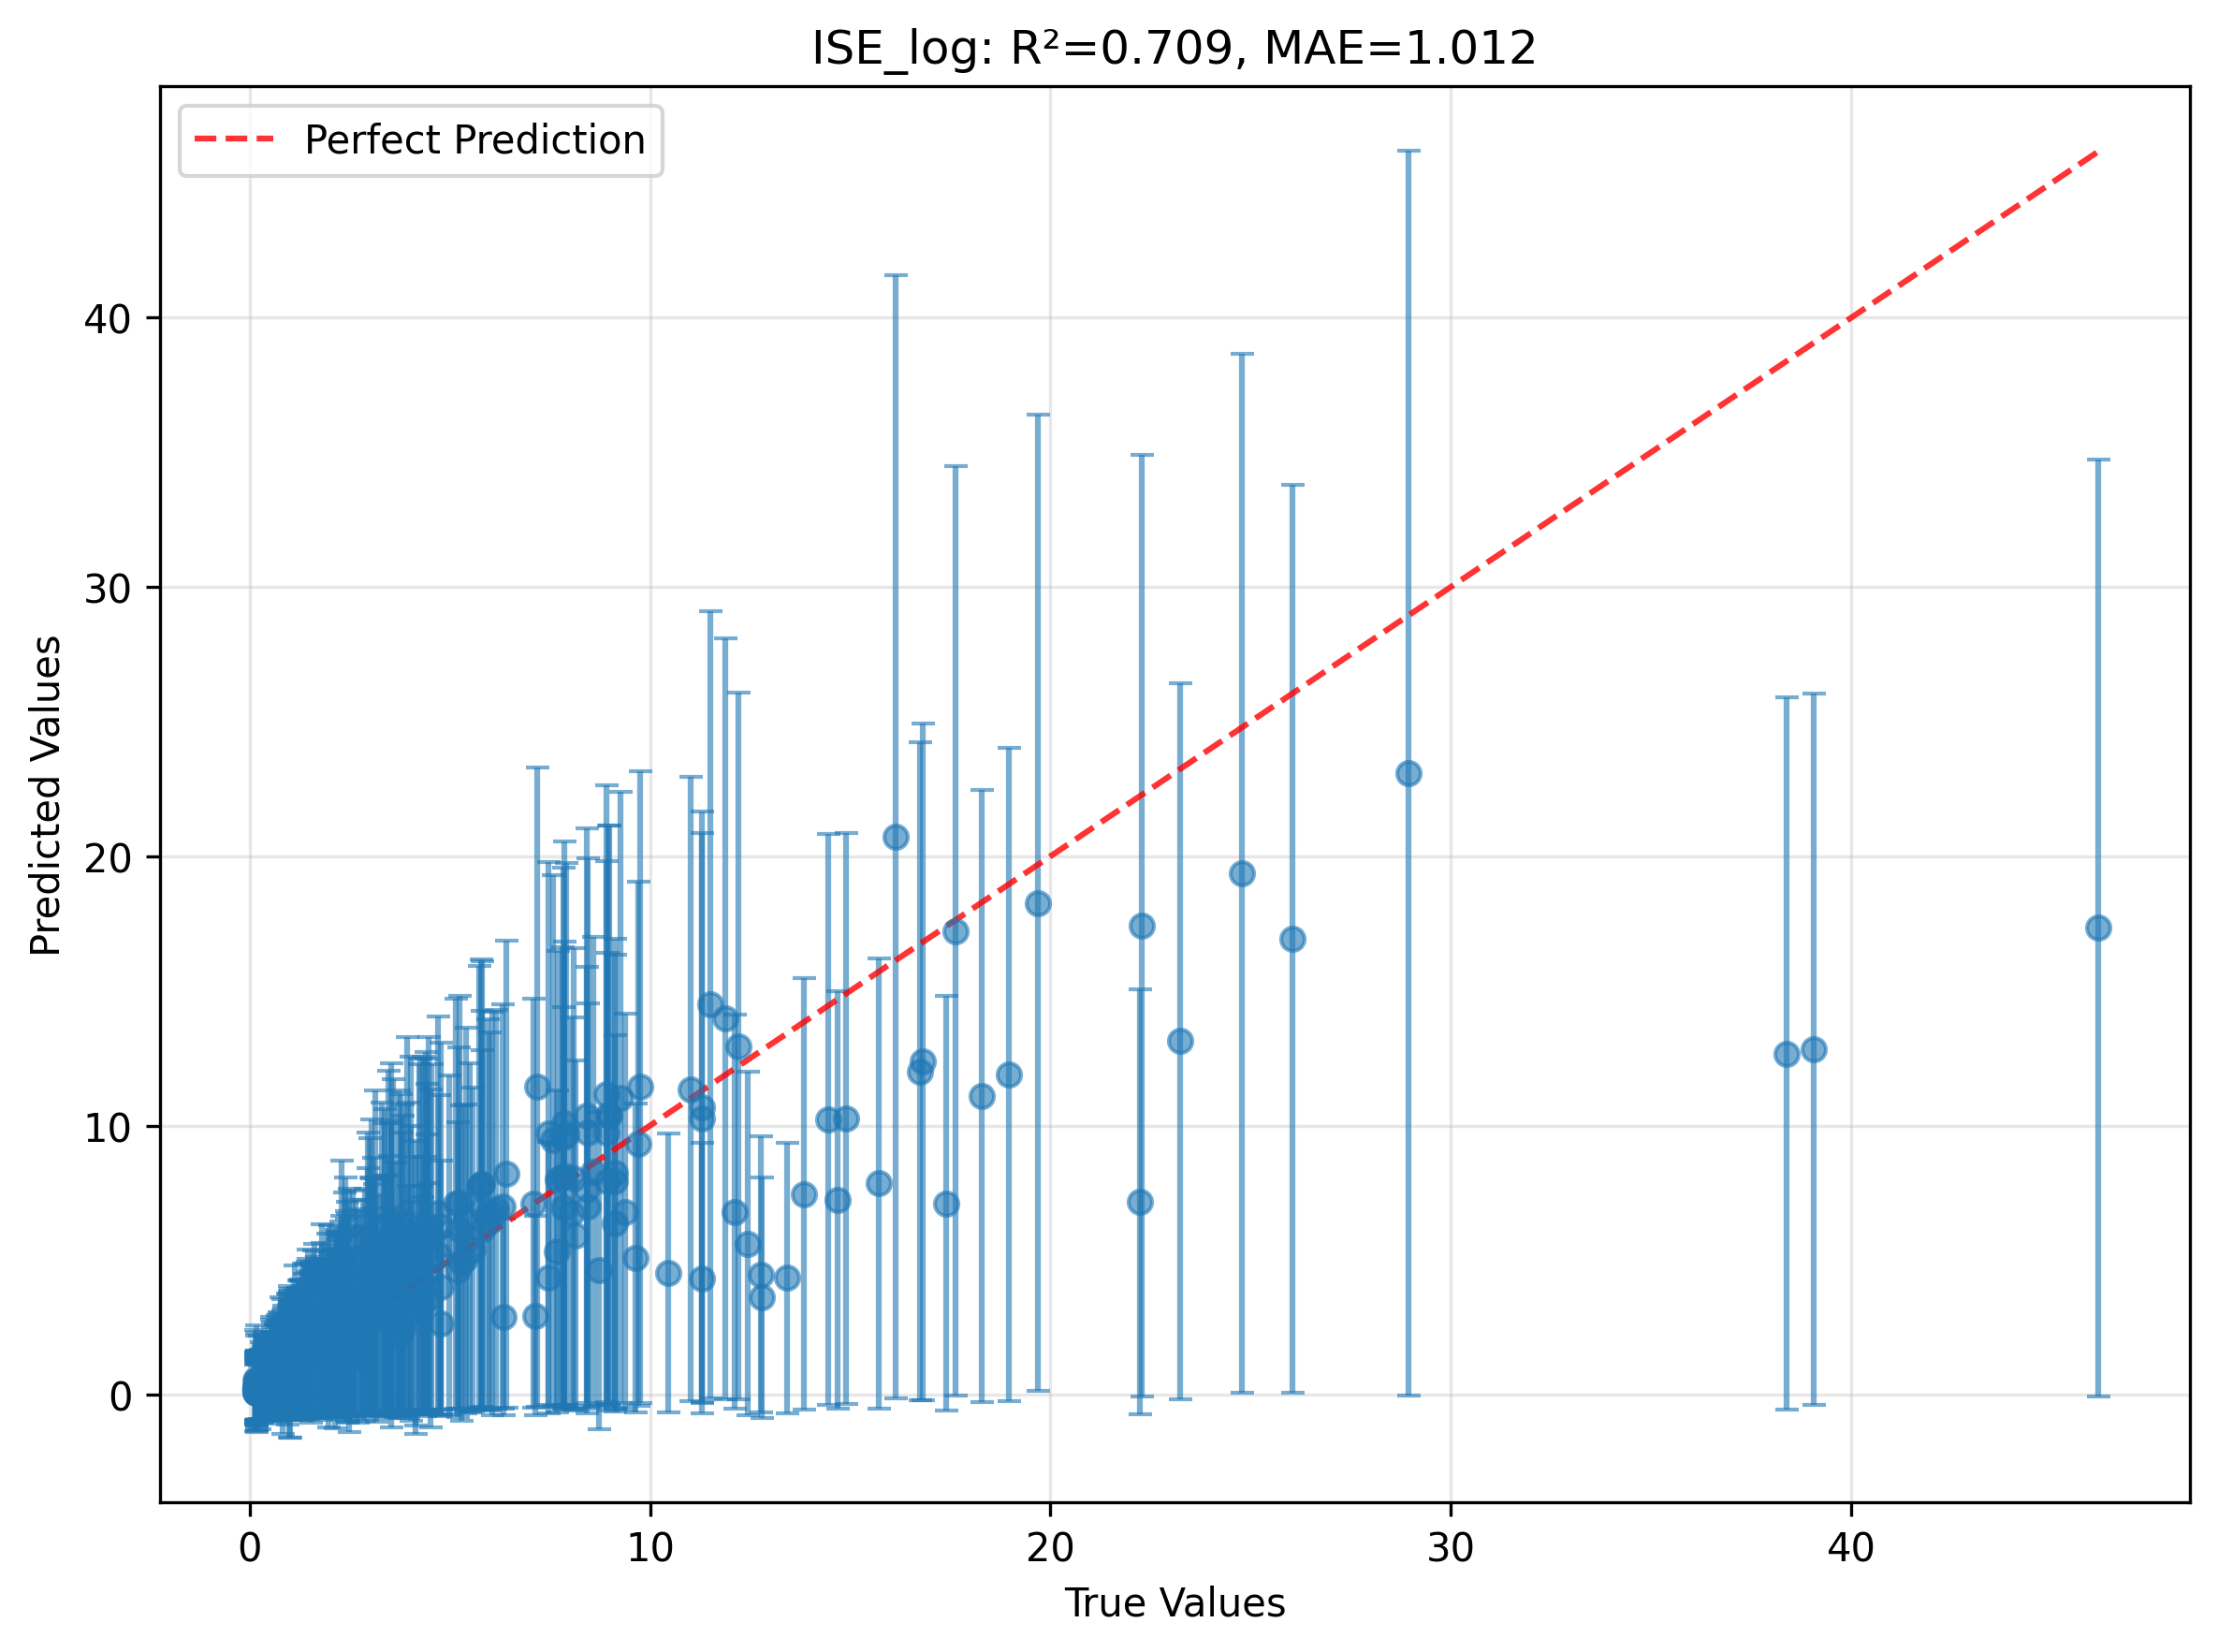 ISE_log: R²=0.709, MAE=1.012
Perfect Prediction
40
30
20
10
0
Predicted Values
0 10 20 30 40
True Values